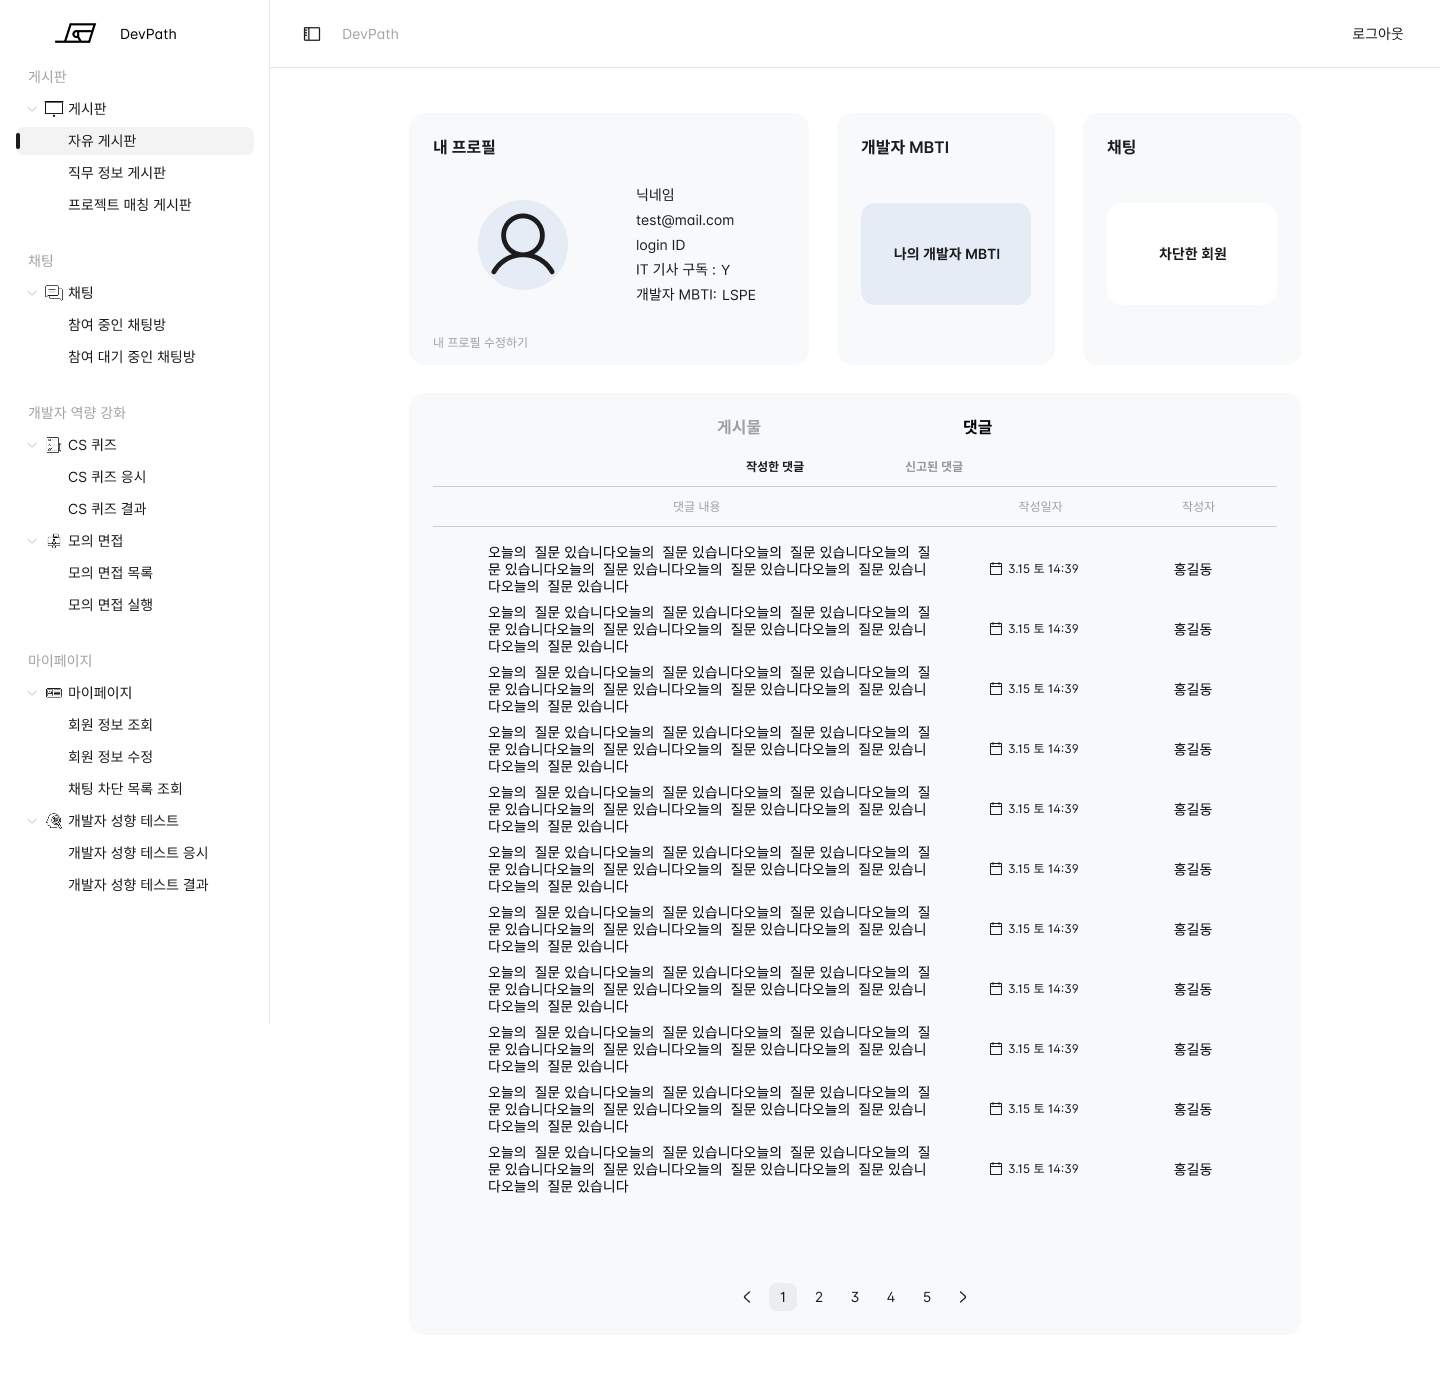 DevPath
게시판
게시판
자유 게시판
직무 정보 게시판
프로젝트 매칭 게시판
채팅
채팅
참여 중인 채팅방
참여 대기 중인 채팅방
개발자 역량 강화
CS 퀴즈
CS 퀴즈 응시
CS 퀴즈 결과
모의 면접
모의 면접 목록
모의 면접 실행
마이페이지
마이페이지
회원 정보 조회
회원 정보 수정
채팅 차단 목록 조회
개발자 성향 테스트
개발자 성향 테스트 응시
개발자 성향 테스트 결과
DevPath
로그아웃
내 프로필
닉네임
test@mail.com
login ID
IT 기사 구독 : Y
개발자 MBTI: LSPE
내 프로필 수정하기
개발자 MBTI
나의 개발자 MBTI
채팅
차단한 회원
게시물 댓글
작성한 댓글 신고된 댓글
댓글 내용 작성일자 작성자
오늘의 질문 있습니다오늘의 질문 있습니다오늘의 질문 있습니다오늘의 질
문 있습니다오늘의 질문 있습니다오늘의 질문 있습니다오늘의 질문 있습니
다오늘의 질문 있습니다
3.15 토 14:39
홍길동
오늘의 질문 있습니다오늘의 질문 있습니다오늘의 질문 있습니다오늘의 질
문 있습니다오늘의 질문 있습니다오늘의 질문 있습니다오늘의 질문 있습니
다오늘의 질문 있습니다
3.15 토 14:39
홍길동
오늘의 질문 있습니다오늘의 질문 있습니다오늘의 질문 있습니다오늘의 질
문 있습니다오늘의 질문 있습니다오늘의 질문 있습니다오늘의 질문 있습니
다오늘의 질문 있습니다
3.15 토 14:39
홍길동
오늘의 질문 있습니다오늘의 질문 있습니다오늘의 질문 있습니다오늘의 질
문 있습니다오늘의 질문 있습니다오늘의 질문 있습니다오늘의 질문 있습니
다오늘의 질문 있습니다
3.15 토 14:39
홍길동
오늘의 질문 있습니다오늘의 질문 있습니다오늘의 질문 있습니다오늘의 질
문 있습니다오늘의 질문 있습니다오늘의 질문 있습니다오늘의 질문 있습니
다오늘의 질문 있습니다
3.15 토 14:39
홍길동
오늘의 질문 있습니다오늘의 질문 있습니다오늘의 질문 있습니다오늘의 질
문 있습니다오늘의 질문 있습니다오늘의 질문 있습니다오늘의 질문 있습니
다오늘의 질문 있습니다
3.15 토 14:39
홍길동
오늘의 질문 있습니다오늘의 질문 있습니다오늘의 질문 있습니다오늘의 질
문 있습니다오늘의 질문 있습니다오늘의 질문 있습니다오늘의 질문 있습니
다오늘의 질문 있습니다
3.15 토 14:39
홍길동
오늘의 질문 있습니다오늘의 질문 있습니다오늘의 질문 있습니다오늘의 질
문 있습니다오늘의 질문 있습니다오늘의 질문 있습니다오늘의 질문 있습니
다오늘의 질문 있습니다
3.15 토 14:39
홍길동
오늘의 질문 있습니다오늘의 질문 있습니다오늘의 질문 있습니다오늘의 질
문 있습니다오늘의 질문 있습니다오늘의 질문 있습니다오늘의 질문 있습니
다오늘의 질문 있습니다
3.15 토 14:39
홍길동
오늘의 질문 있습니다오늘의 질문 있습니다오늘의 질문 있습니다오늘의 질
문 있습니다오늘의 질문 있습니다오늘의 질문 있습니다오늘의 질문 있습니
다오늘의 질문 있습니다
3.15 토 14:39
홍길동
오늘의 질문 있습니다오늘의 질문 있습니다오늘의 질문 있습니다오늘의 질
문 있습니다오늘의 질문 있습니다오늘의 질문 있습니다오늘의 질문 있습니
다오늘의 질문 있습니다
3.15 토 14:39
홍길동
1 2 3 4 5